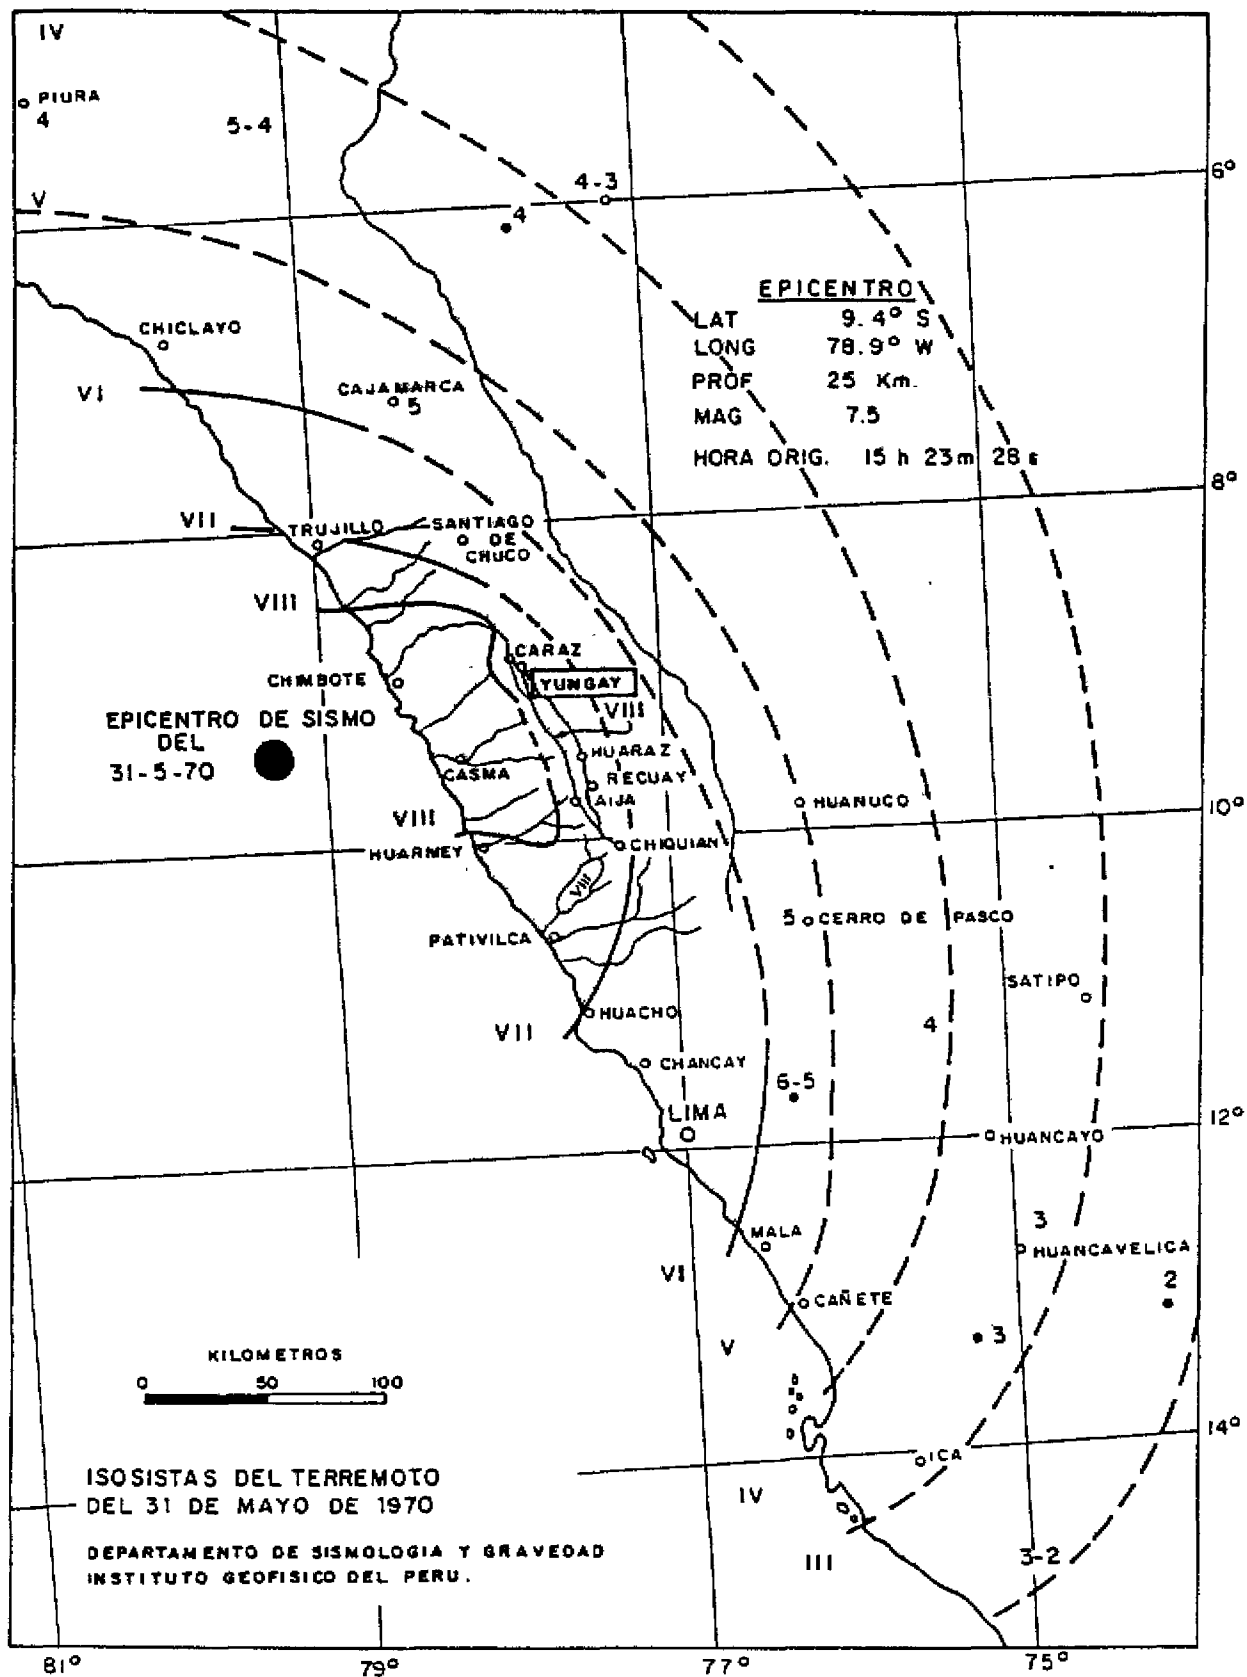 IV
PIURA
4
5-4
4-3
6°
4
V
EPICENTRO
LAT 9.4° S
LONG 78.9° W
PROF 25 Km.
MAG 7.5
HORA ORIG. 15 h 23 m 28 s
CHICLAYO
CAJAMARCA
5
VI
8°
VII
TRUJILLO
SANTIAGO
DE
CHUCO
VIII
CARAZ
YUNGAY
CHIMBOTE
VIII
EPICENTRO DE SISMO
DEL
31-5-70
HUARAZ
RECUAY
CASMA
AIJA
HUANUCO
10°
VIII
HUARMEY
CHIQUIAN
VIII
5 CERRO DE PASCO
PATIVILCA
SATIPO
HUACHO
VII
4
CHANCAY
6-5
LIMA
12°
HUANCAYO
3
MALA
HUANCAVELICA
VI
2
CAÑETE
3
V
KILOMETROS
0 50 100
14°
ICA
ISOSISTAS DEL TERREMOTO
DEL 31 DE MAYO DE 1970
IV
DEPARTAMENTO DE SISMOLOGIA Y GRAVEDAD
INSTITUTO GEOFISICO DEL PERU.
III
3-2
81° 79° 77° 75°